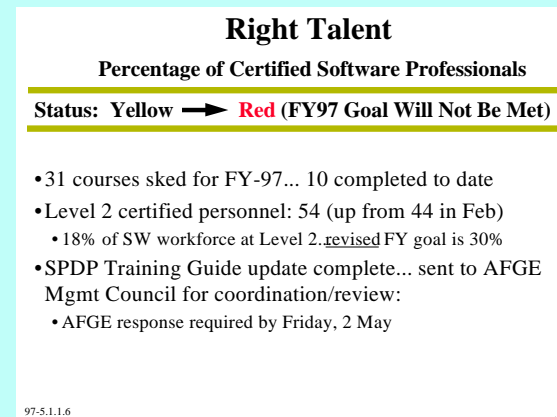 Right Talent
Percentage of Certified Software Professionals
Status: Yellow → Red (FY97 Goal Will Not Be Met)
• 31 courses sked for FY-97... 10 completed to date
• Level 2 certified personnel: 54 (up from 44 in Feb)
• 18% of SW workforce at Level 2..revised FY goal is 30%
• SPDP Training Guide update complete... sent to AFGE
Mgmt Council for coordination/review:
• AFGE response required by Friday, 2 May
97-5.1.1.6